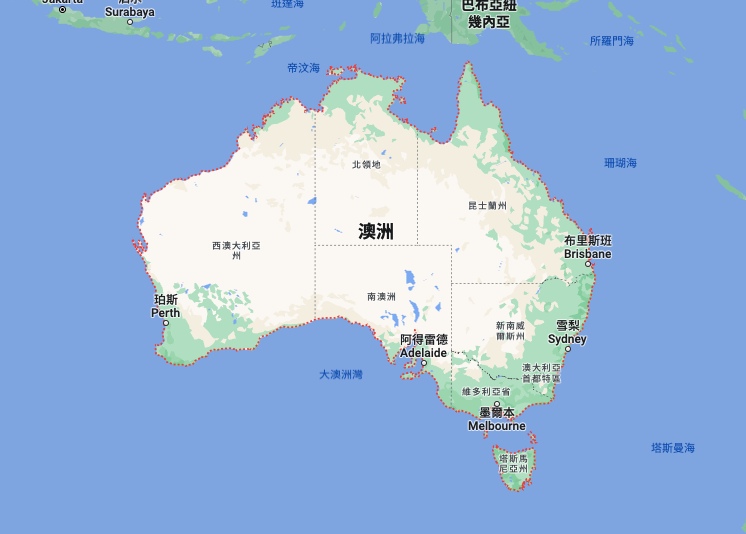 Jakarta
泗水
Surabaya
班達海
巴布亞紐
幾內亞
阿拉弗拉海
所羅門海
帝汶海
珊瑚海
北領地
昆士蘭州
澳洲
西澳大利亞
州
布里斯班
Brisbane
珀斯
Perth
南澳洲
新南威
爾斯州
雪梨
Sydney
阿得雷德
Adelaide
大澳洲灣
澳大利亞
首都特區
維多利亞省
墨爾本
Melbourne
塔斯曼海
塔斯馬
尼亞州